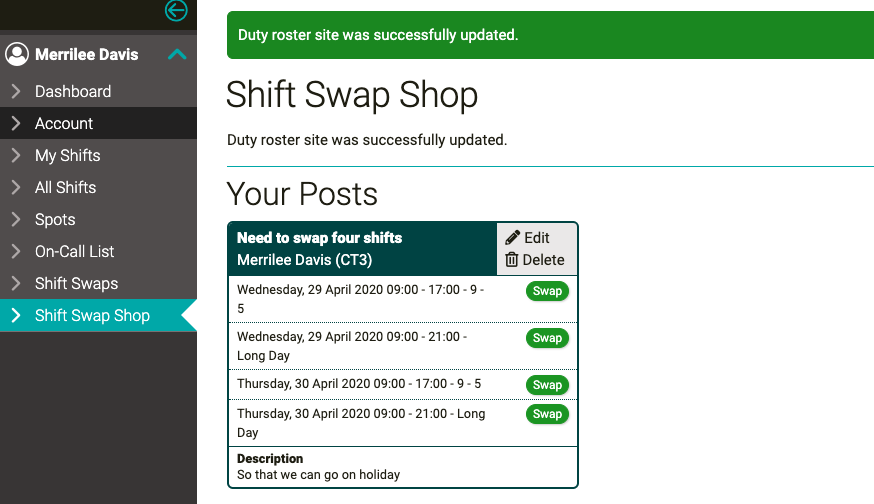 Merrilee Davis
Dashboard
Account
My Shifts
All Shifts
Spots
On-Call List
Shift Swaps
Shift Swap Shop
Duty roster site was successfully updated.
Shift Swap Shop
Duty roster site was successfully updated.
Your Posts
Need to swap four shifts
Merrilee Davis (CT3)
Edit
Delete
Wednesday, 29 April 2020 09:00 - 17:00 - 9 -
5
Swap
Wednesday, 29 April 2020 09:00 - 21:00 -
Long Day
Swap
Thursday, 30 April 2020 09:00 - 17:00 - 9 - 5
Swap
Thursday, 30 April 2020 09:00 - 21:00 - Long
Day
Swap
Description
So that we can go on holiday